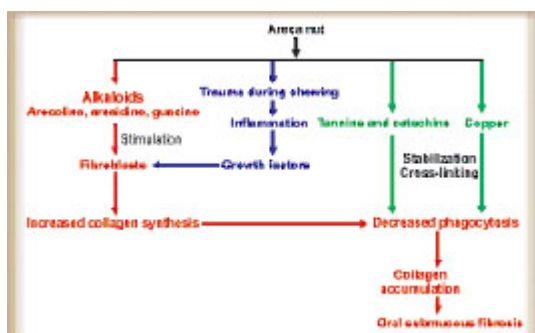 Areca nut
Alkaloids
Arecoline, arecidine, guacine
Trauma during chewing
Inflammation
Tannins and catechins
Copper
Stimulation
Fibroblasts
Growth factors
Stabilization
Cross-linking
Increased collagen synthesis
Decreased phagocytosis
Collagen
accumulation
Oral submucous fibrosis